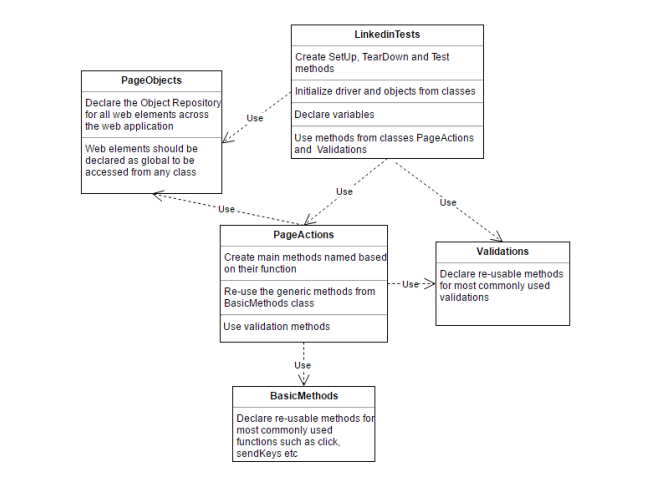 LinkedinTests
Create SetUp, TearDown and Test
methods
Initialize driver and objects from classes
Declare variables
Use methods from classes PageActions
and Validations
PageObjects
Declare the Object Repository
for all web elements across
the web application
Web elements should be
declared as global to be
accessed from any class
Use
Use
Use
Use
PageActions
Create main methods named based
on their function
Re-use the generic methods from
BasicMethods class
Use validation methods
Use
Validations
Declare re-usable methods
for most commonly used
validations
Use
BasicMethods
Declare re-usable methods for
most commonly used
functions such as click,
sendKeys etc